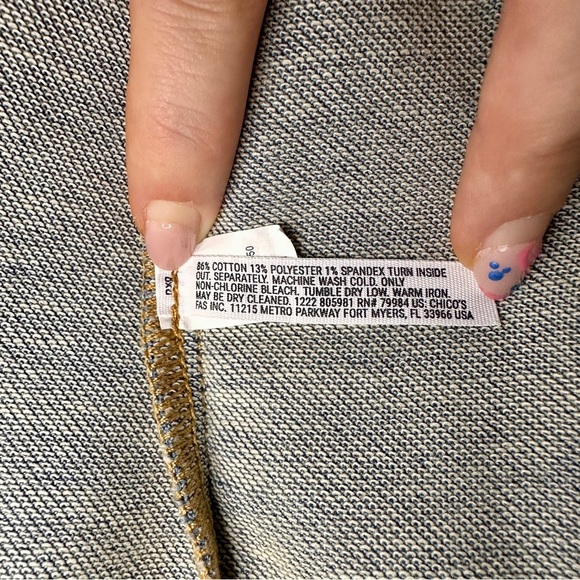 60
86% COTTON 13% POLYESTER 1% SPANDEX TURN INSIDE
OUT. SEPARATELY. MACHINE WASH COLD. ONLY
NON-CHLORINE BLEACH. TUMBLE DRY LOW. WARM IRON.
MAY BE DRY CLEANED. 1222 805981 RN# 79984 US: CHICO'S
FAS INC. 11215 METRO PARKWAY FORT MYERS, FL 33966 USA